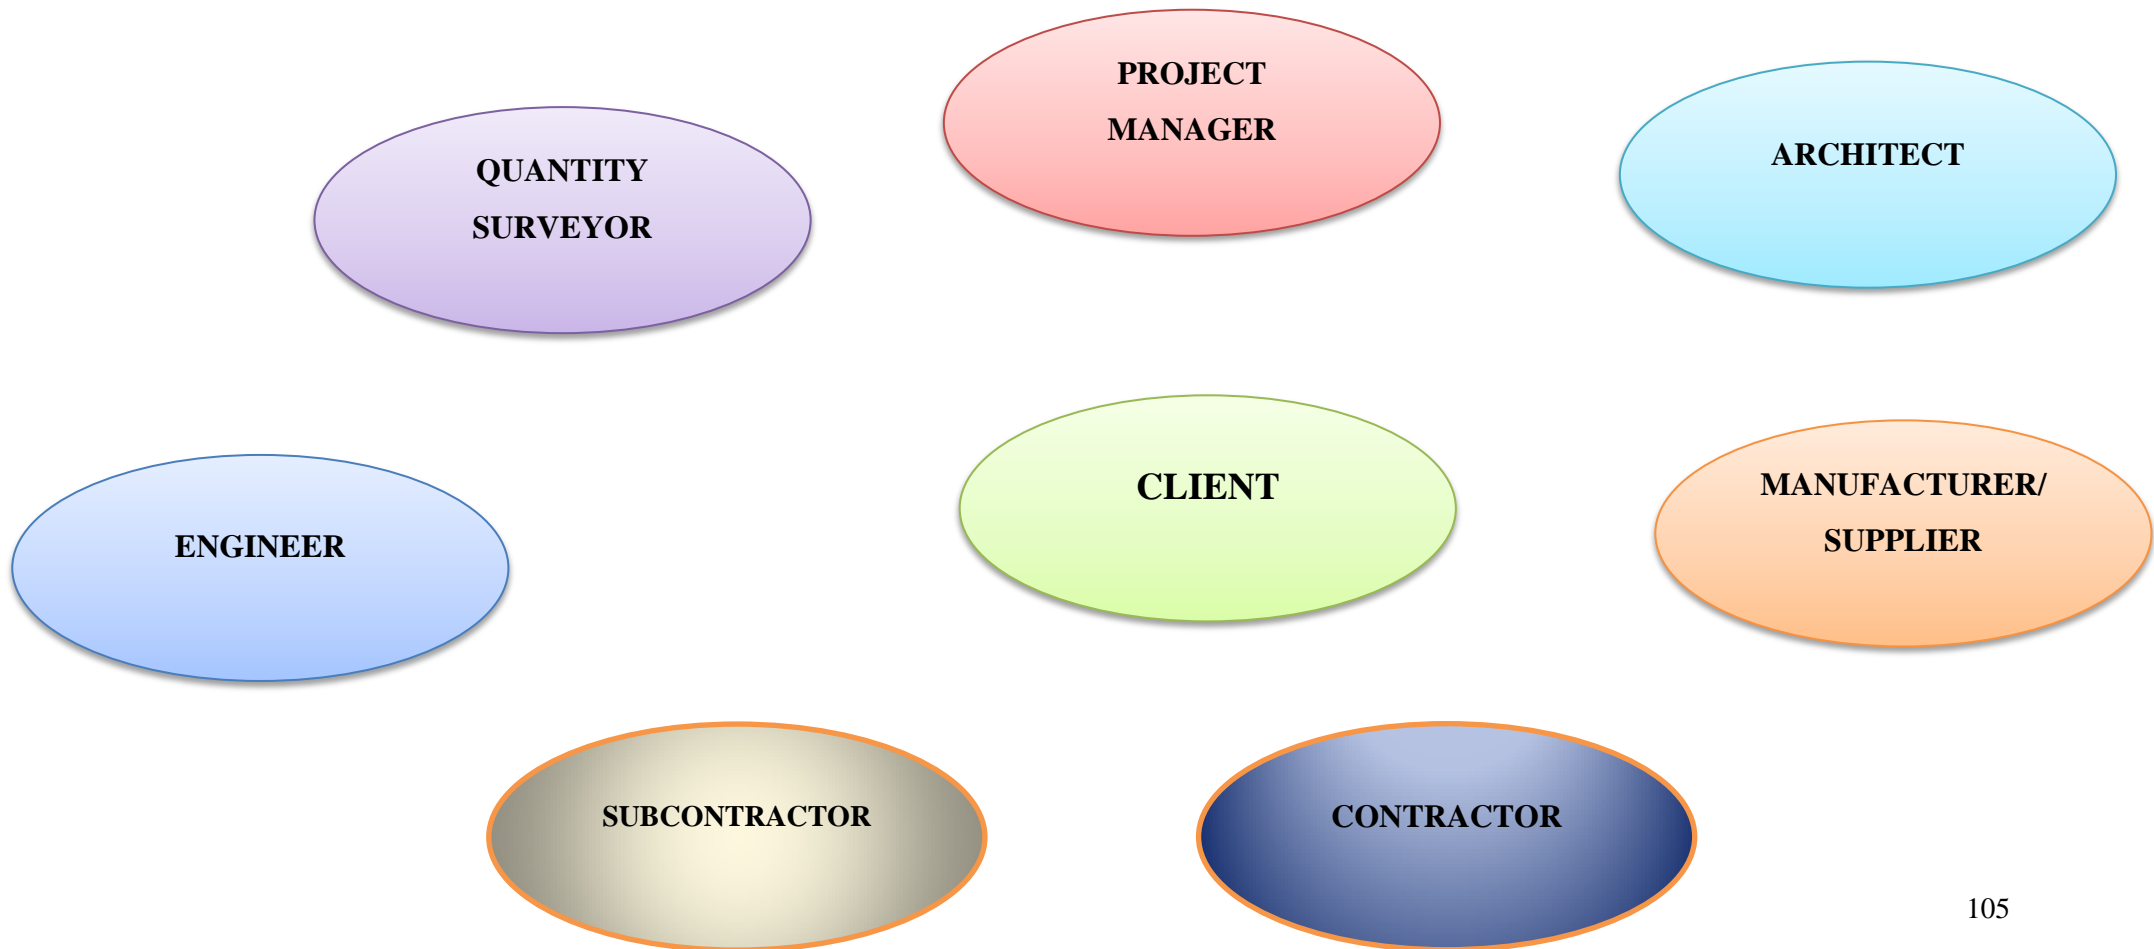 PROJECT
MANAGER
ARCHITECT
QUANTITY
SURVEYOR
CLIENT
MANUFACTURER/
SUPPLIER
ENGINEER
SUBCONTRACTOR
CONTRACTOR
105